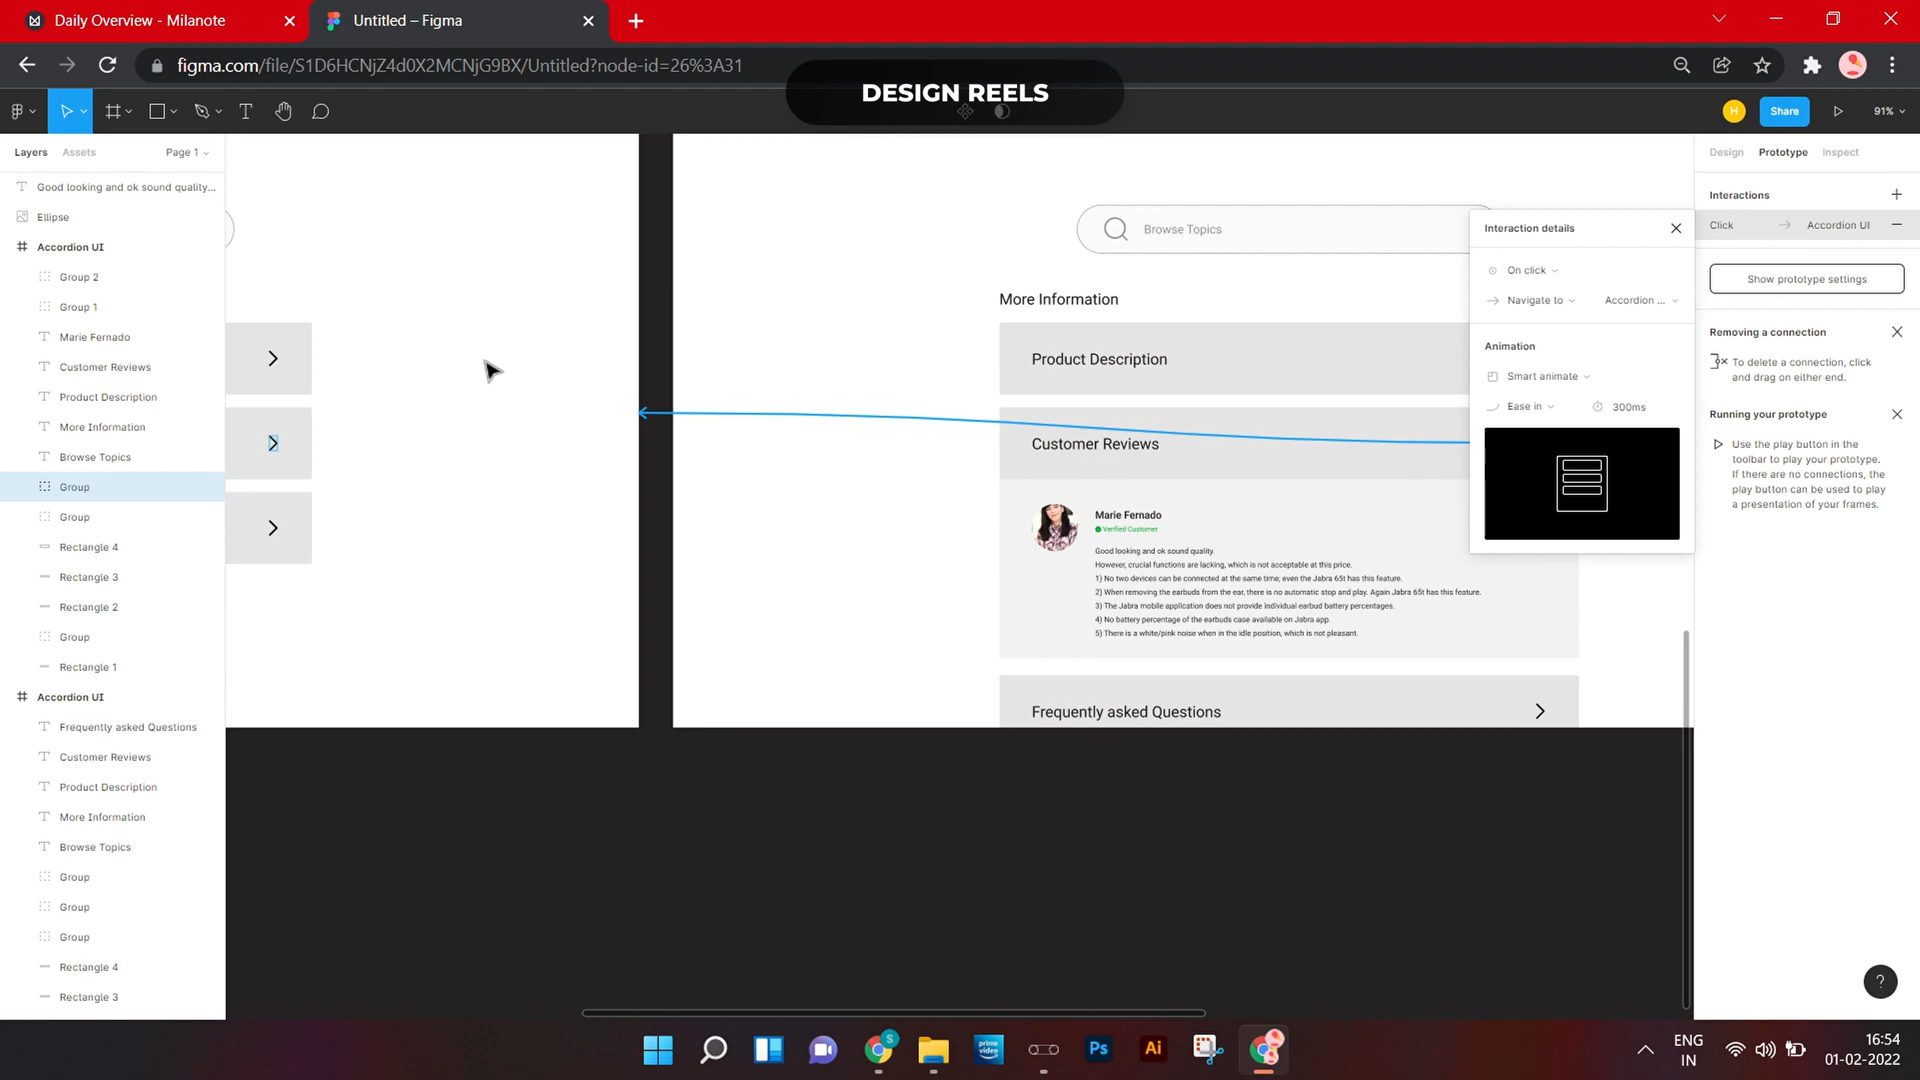 Daily Overview - Milanote
Untitled – Figma
figma.com/file/S1D6HCNjZ4d0X2MCNjG9BX/Untitled?node-id=26%3A31
DESIGN REELS
H
Share
91%
Layers
Assets
Page 1
Good looking and ok sound quality...
Ellipse
Accordion UI
Group 2
Group 1
Marie Fernado
Customer Reviews
Product Description
More Information
Browse Topics
Group
Group
Rectangle 4
Rectangle 3
Rectangle 2
Group
Rectangle 1
Accordion UI
Frequently asked Questions
Customer Reviews
Product Description
More Information
Browse Topics
Group
Group
Group
Rectangle 4
Rectangle 3
Browse Topics
More Information
Product Description
Customer Reviews
Marie Fernado
Verified Customer
Good looking and ok sound quality.
However, crucial functions are lacking, which is not acceptable at this price.
1) No two devices can be connected at the same time; even the Jabra 65t has this feature.
2) When removing the earbuds from the ear, there is no automatic stop and play. Again Jabra 65t has this feature.
3) The Jabra mobile application does not provide individual earbud battery percentages.
4) No battery percentage of the earbuds case available on Jabra app.
5) There is a white/pink noise when in the idle position, which is not pleasant.
Frequently asked Questions
Interaction details
On click
Navigate to Accordion ...
Animation
Smart animate
Ease in 300ms
Design
Prototype
Inspect
Interactions
Click Accordion UI
Show prototype settings
Removing a connection
To delete a connection, click
and drag on either end.
Running your prototype
Use the play button in the
toolbar to play your prototype.
If there are no connections, the
play button can be used to play
a presentation of your frames.
?
S
prime video
Ps
Ai
ENG
IN
16:54
01-02-2022